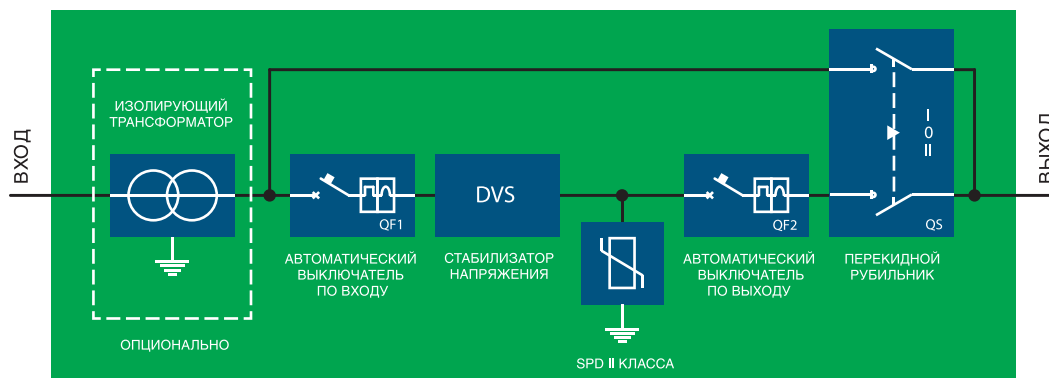 ВХОД
ИЗОЛИРУЮЩИЙ
ТРАНСФОРМАТОР
ОПЦИОНАЛЬНО
QF1
АВТОМАТИЧЕСКИЙ
ВЫКЛЮЧАТЕЛЬ
ПО ВХОДУ
DVS
СТАБИЛИЗАТОР
НАПРЯЖЕНИЯ
SPD II КЛАССА
QF2
АВТОМАТИЧЕСКИЙ
ВЫКЛЮЧАТЕЛЬ
ПО ВЫХОДУ
I
0
II
QS
ПЕРЕКИДНОЙ
РУБИЛЬНИК
ВЫХОД